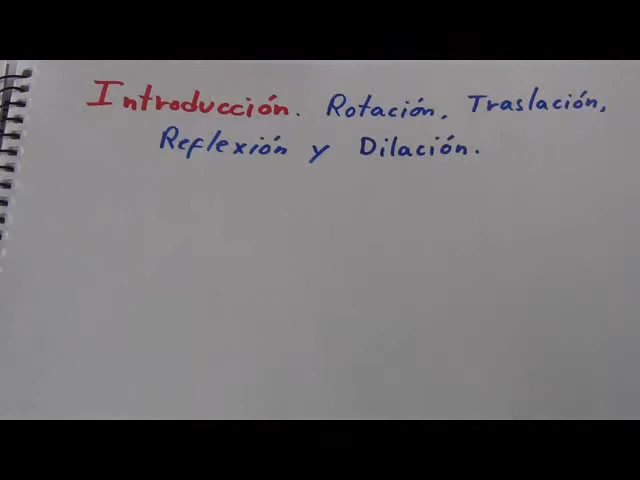 Introducción. Rotación, Traslación,
Reflexión y Dilación.